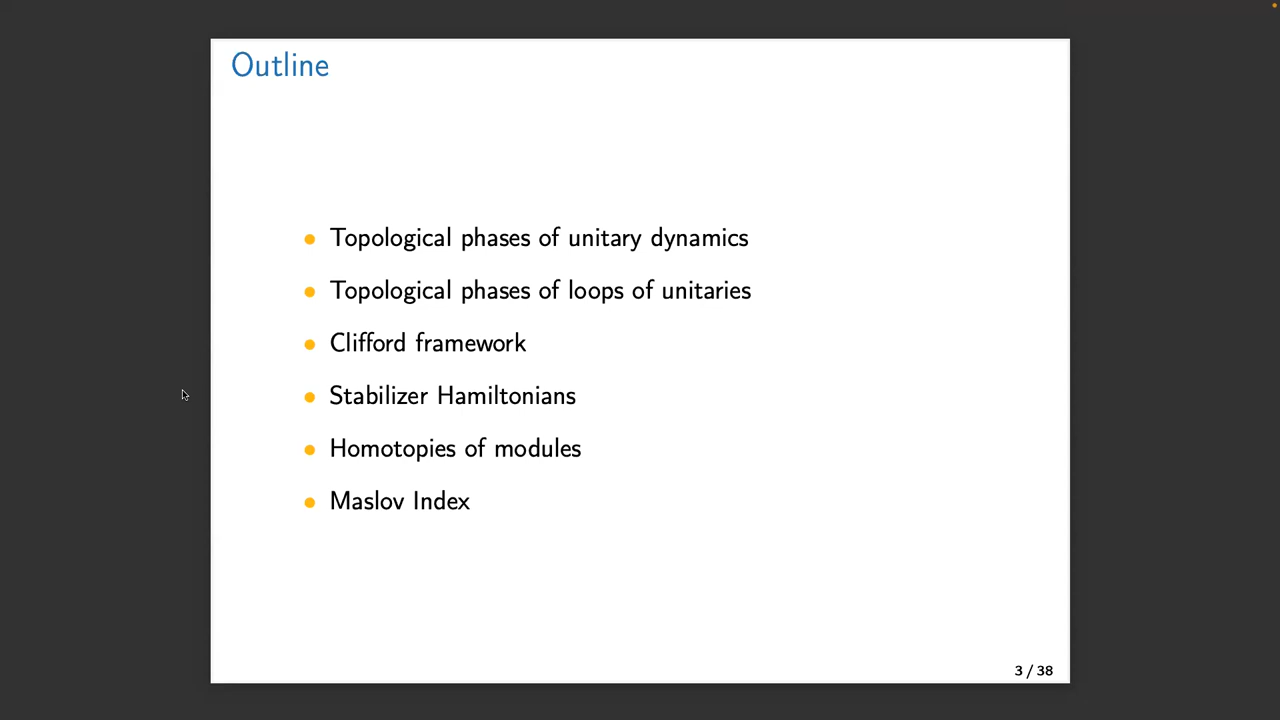 Outline
Topological phases of unitary dynamics
Topological phases of loops of unitaries
Clifford framework
Stabilizer Hamiltonians
Homotopies of modules
Maslov Index
3 / 38